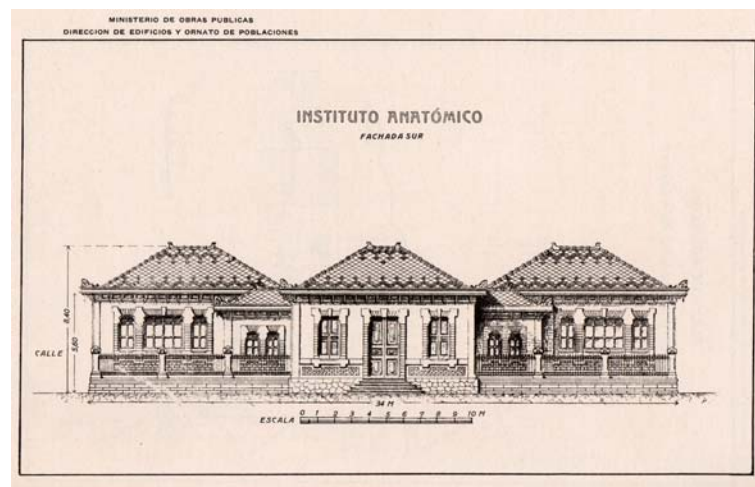 MINISTERIO DE OBRAS PUBLICAS
DIRECCION DE EDIFICIOS Y ORNATO DE POBLACIONES
INSTITUTO ANATÓMICO
FACHADA SUR
8,40
5,60
CALLE
34 M
ESCALA 0 1 2 3 4 5 6 7 8 9 10 M